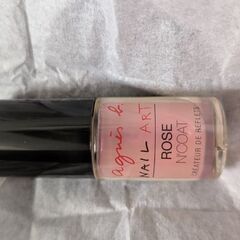 agnès b.
NAIL ART
ROSE
N'COAT
CRÉATEUR DE REFLETS